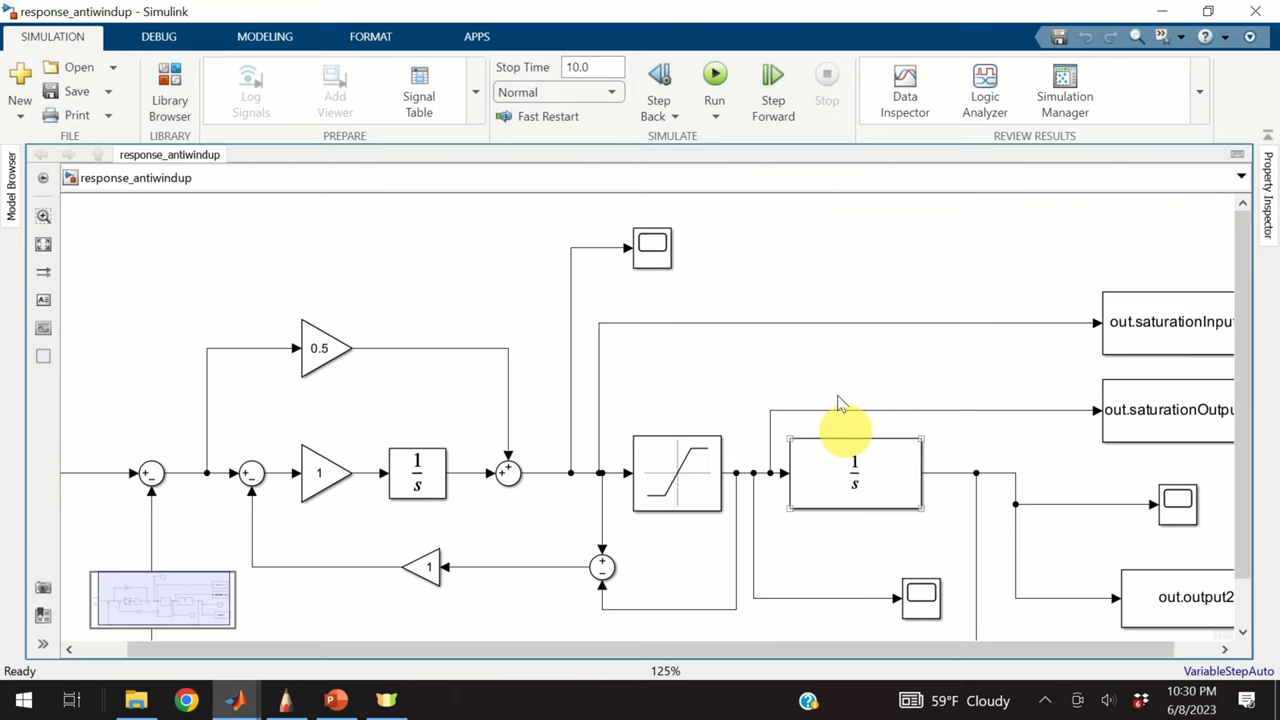 response_antiwindup - Simulink
SIMULATION DEBUG MODELING FORMAT APPS
New
Open
Save
Print
FILE
Library Browser
LIBRARY
Log Signals
Add Viewer
Signal Table
PREPARE
Stop Time 10.0
Normal
Fast Restart
Step Back
Run
Step Forward
Stop
SIMULATE
Data Inspector
Logic Analyzer
Simulation Manager
REVIEW RESULTS
response_antiwindup
response_antiwindup
Model Browser
Property Inspector
out.saturationInpu
0.5
out.saturationOutpu
1
1
s
1
s
1
out.output2
Ready 125% VariableStepAuto
59°F Cloudy
10:30 PM
6/8/2023